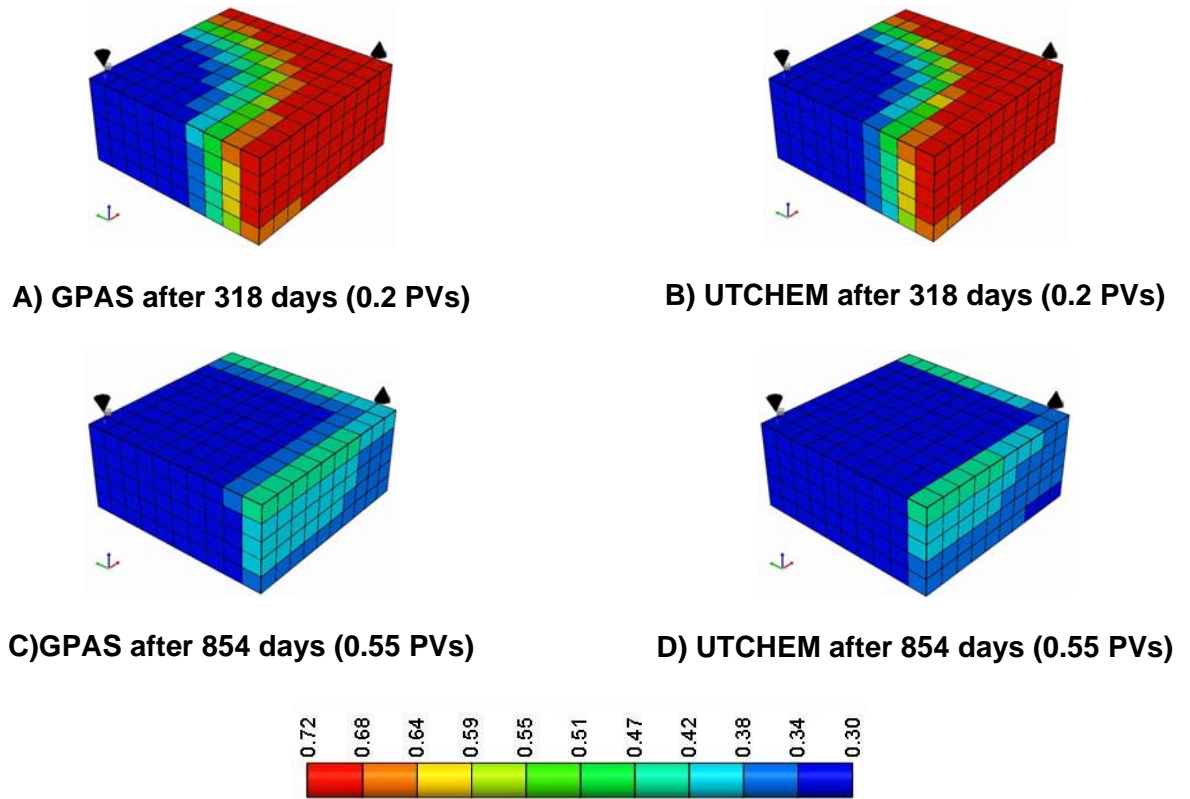 A) GPAS after 318 days (0.2 PVs)
B) UTCHEM after 318 days (0.2 PVs)
C)GPAS after 854 days (0.55 PVs)
D) UTCHEM after 854 days (0.55 PVs)
0.72 0.68 0.64 0.59 0.55 0.51 0.47 0.42 0.38 0.34 0.30